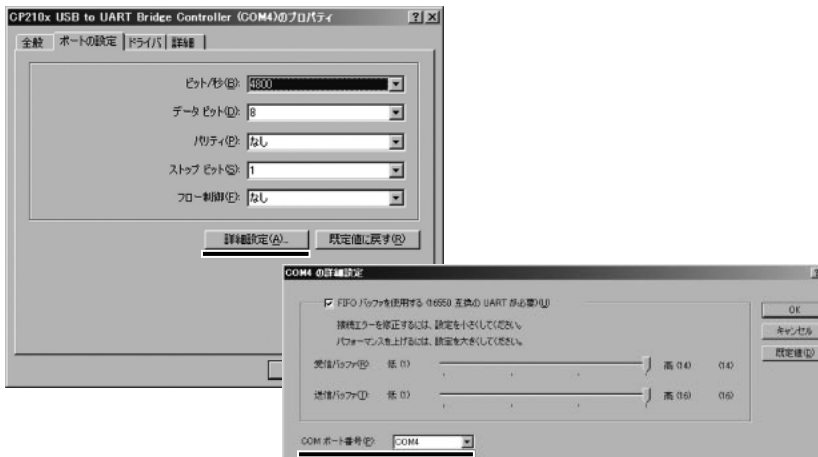 CP210x USB to UART Bridge Controller (COM4)のプロパティ
全般 ポートの設定 ドライバ 詳細
ビット/秒(B): 4800
データ ビット(D): 8
パリティ(P): なし
ストップ ビット(S): 1
フロー制御(F): なし
詳細設定(A)... 既定値に戻す(R)
COM4 の詳細設定
FIFO バッファを使用する (16550 互換の UART が必要)(U)
OK
接続エラーを修正するには、設定を小さくしてください。
キャンセル
パフォーマンスを上げるには、設定を大きくしてください。
既定値(D)
受信バッファ(R): 低 (1) 高 (14) (14)
送信バッファ(T): 低 (1) 高 (16) (16)
COM ポート番号(P): COM4